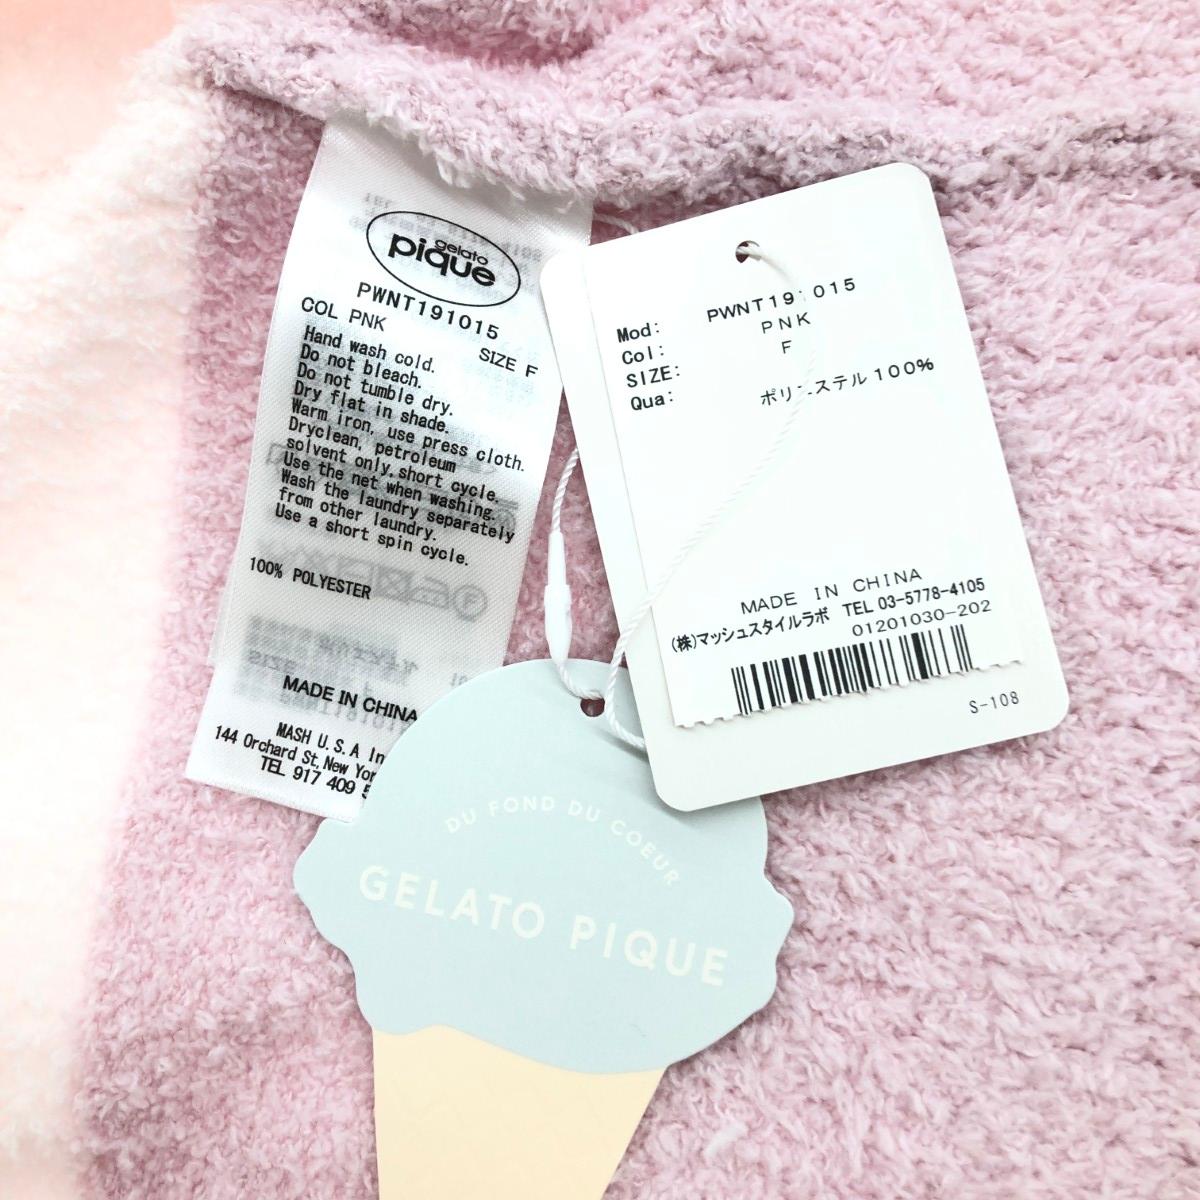 gelato
pique
PWNT191015
COL PNK
SIZE F
Hand wash cold.
Do not bleach.
Do not tumble dry.
Dry flat in shade.
Warm iron, use press cloth.
Dryclean, petroleum
solvent only, short cycle.
Use the net when washing.
Wash the laundry separately
from other laundry.
Use a short spin cycle.
100% POLYESTER
MADE IN CHINA
MASH U.S.A
144 Orchard St, New
TEL 917 409
Mod: PWNT191015
Col: PNK
SIZE: F
Qua: ポリエステル100%
MADE IN CHINA
(株)マッシュスタイルラボ TEL 03-5778-4105
01201030-202
S-108
DU FOND DU COEUR
GELATO PIQUE